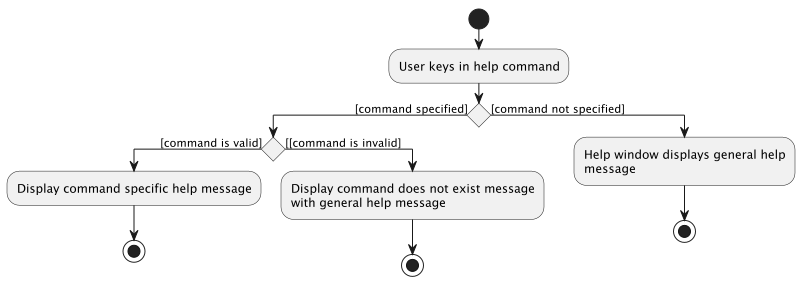 User keys in help command
[command specified]
[command not specified]
[command is valid]
[[command is invalid]
Help window displays general help
message
Display command specific help message
Display command does not exist message
with general help message